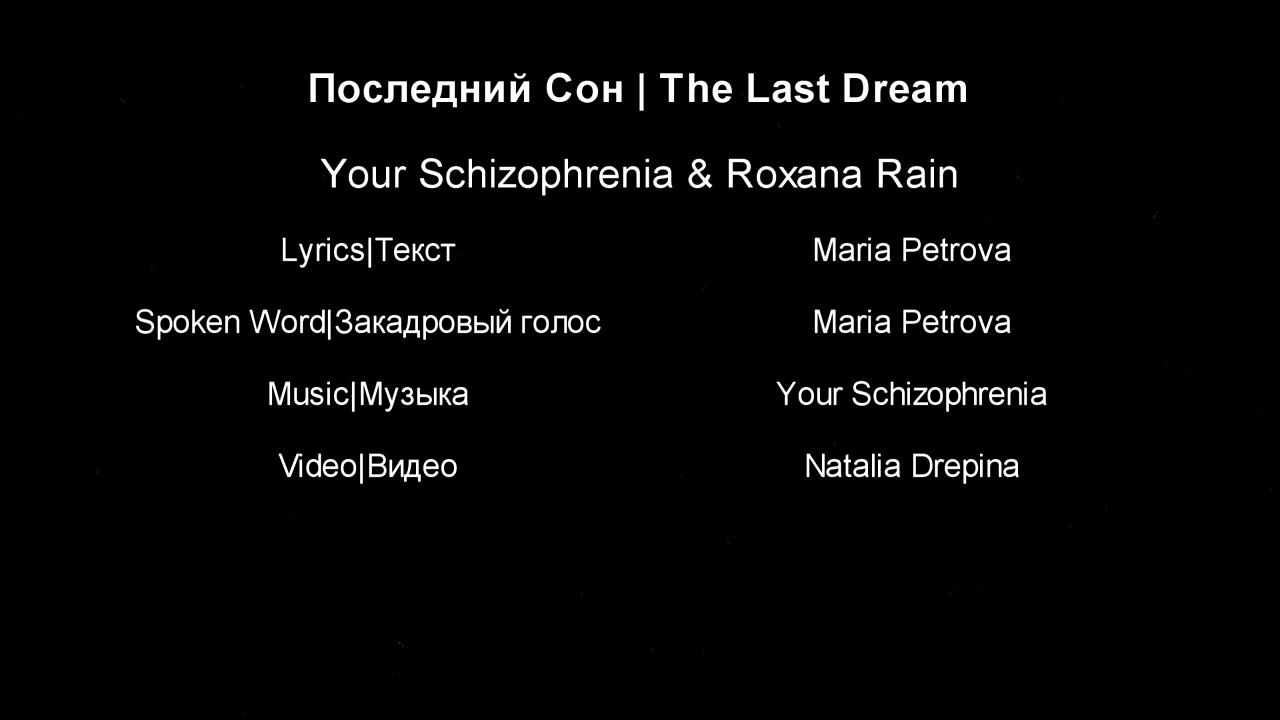 Последний Сон | The Last Dream
Your Schizophrenia & Roxana Rain
Lyrics|Текст Maria Petrova
Spoken Word|Закадровый голос Maria Petrova
Music|Музыка Your Schizophrenia
Video|Видео Natalia Drepina